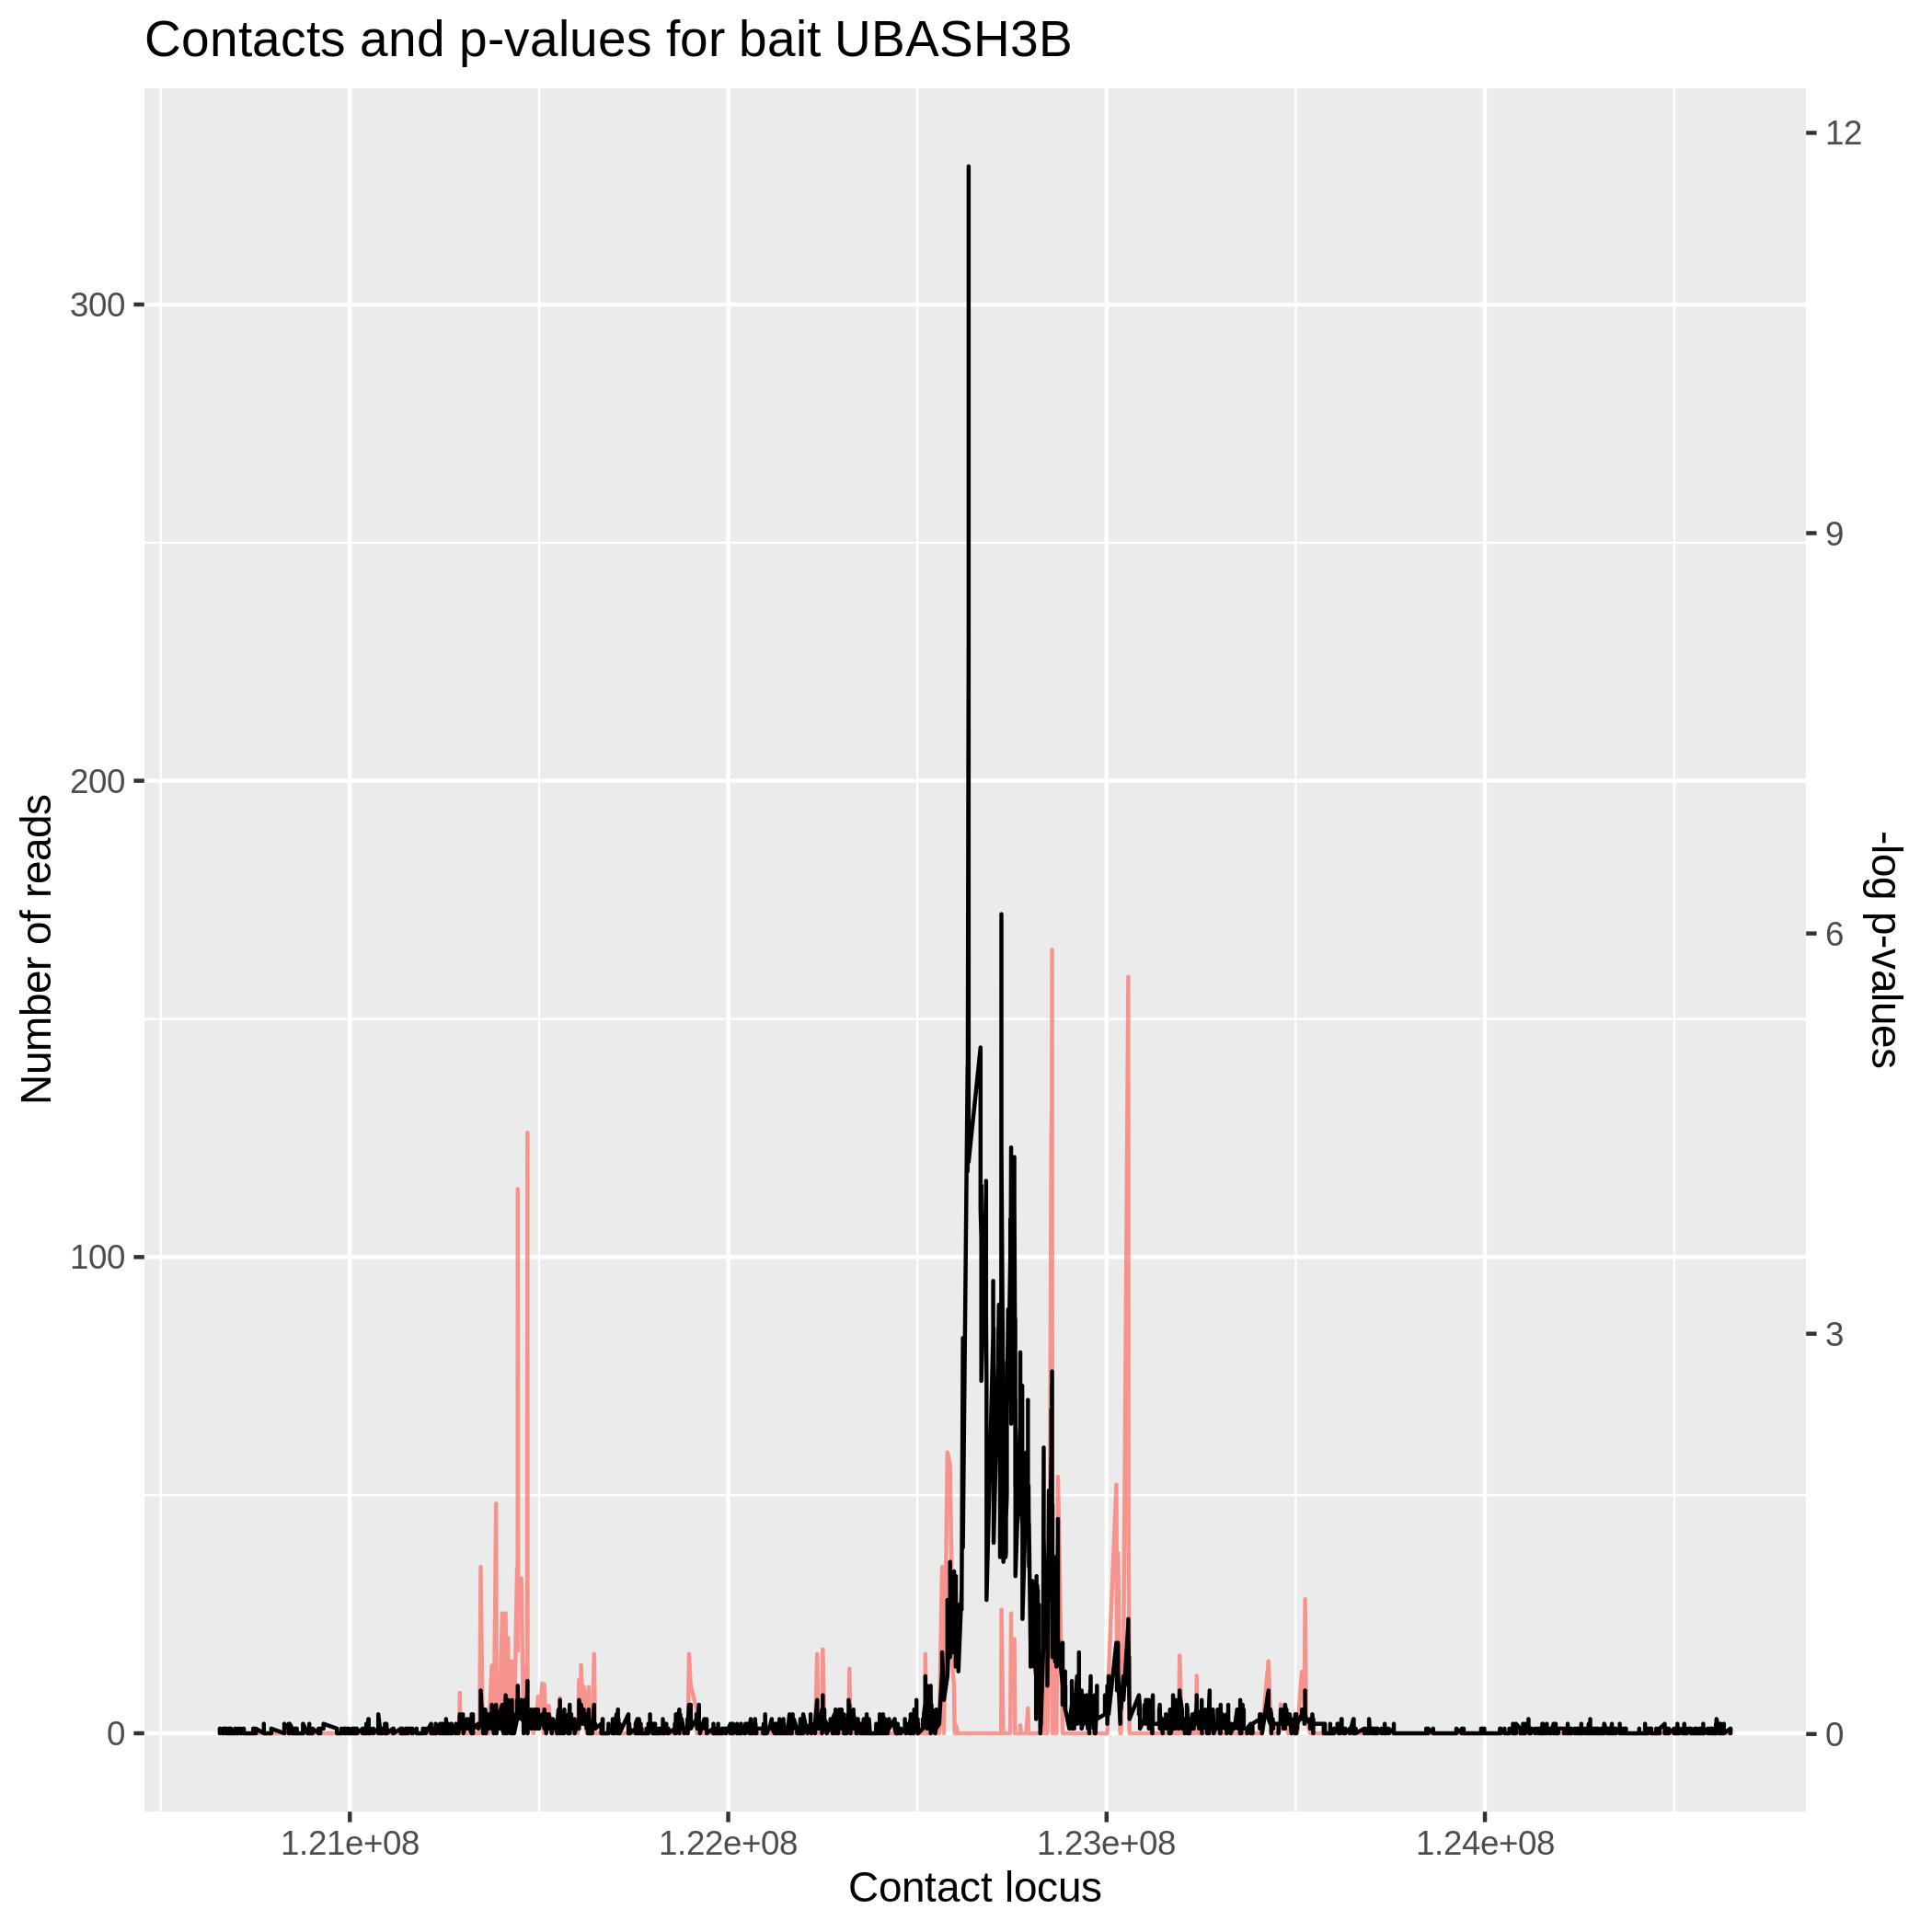 Contacts and p-values for bait UBASH3B
12
300
9
200
Number of reads
-log p-values
6
100
3
0
0
1.21e+08
1.22e+08
1.23e+08
1.24e+08
Contact locus